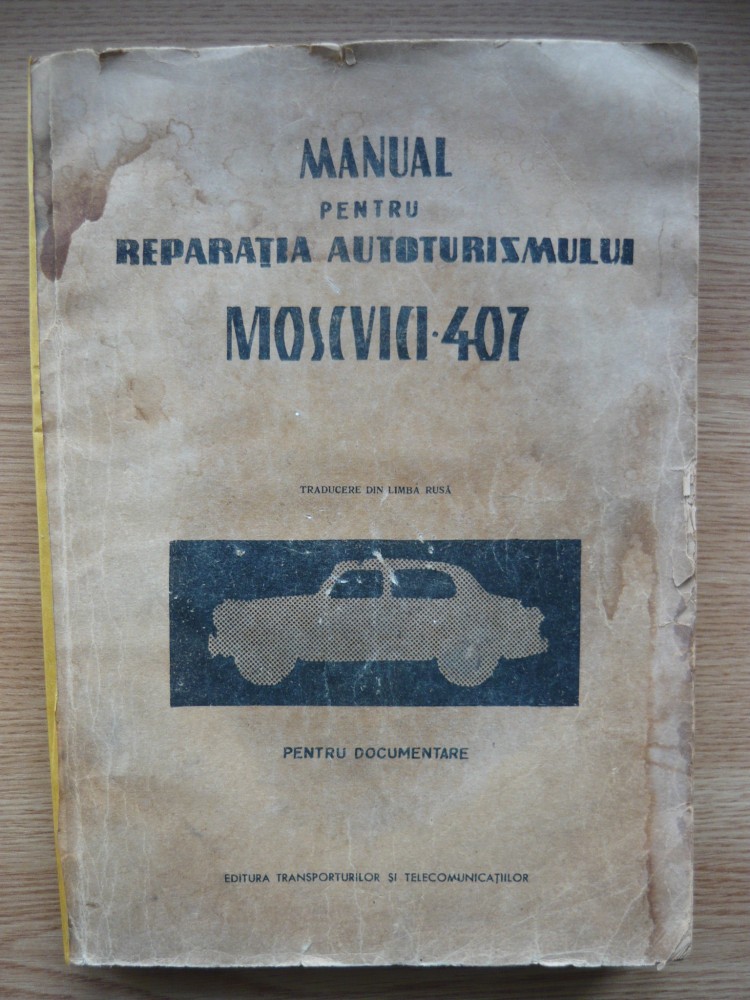 MANUAL
PENTRU
REPARAȚIA AUTOTURISMULUI
MOSCVICI·407
TRADUCERE DIN LIMBA RUSĂ
PENTRU DOCUMENTARE
EDITURA TRANSPORTURILOR ȘI TELECOMUNICAȚIILOR